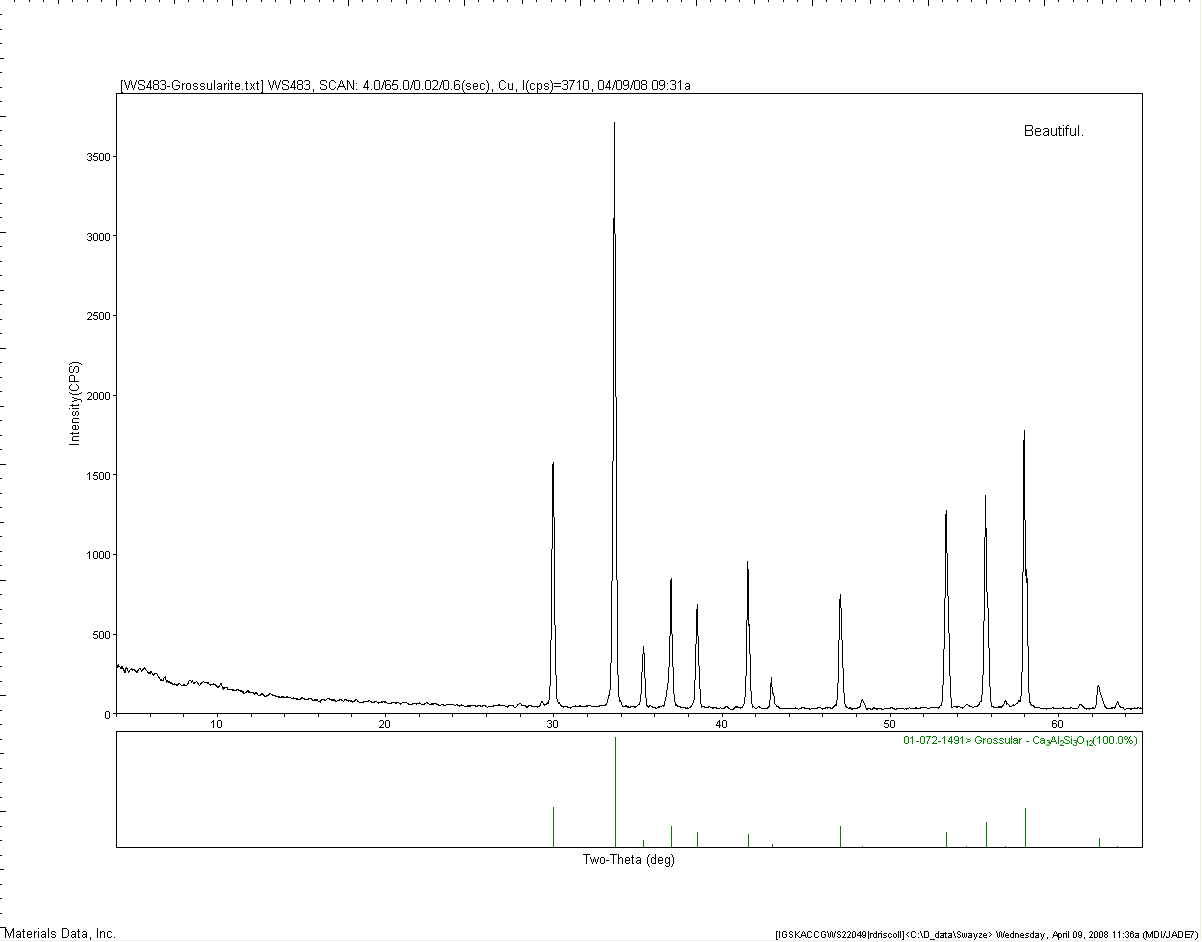 [WS483-Grossularite.txt] WS483, SCAN: 4.0/65.0/0.02/0.6(sec), Cu, I(cps)=3710, 04/09/08 09:31a
Beautiful.
3500
3000
2500
2000
1500
1000
500
0
Intensity(CPS)
10 20 30 40 50 60
01-072-1491> Grossular - Ca3Al2Si3O12(100.0%)
Two-Theta (deg)
Materials Data, Inc.
[IGSKACCGWS22049|rdriscoll]<C:\D_data\Swayze> Wednesday, April 09, 2008 11:36a (MDI/JADE7)